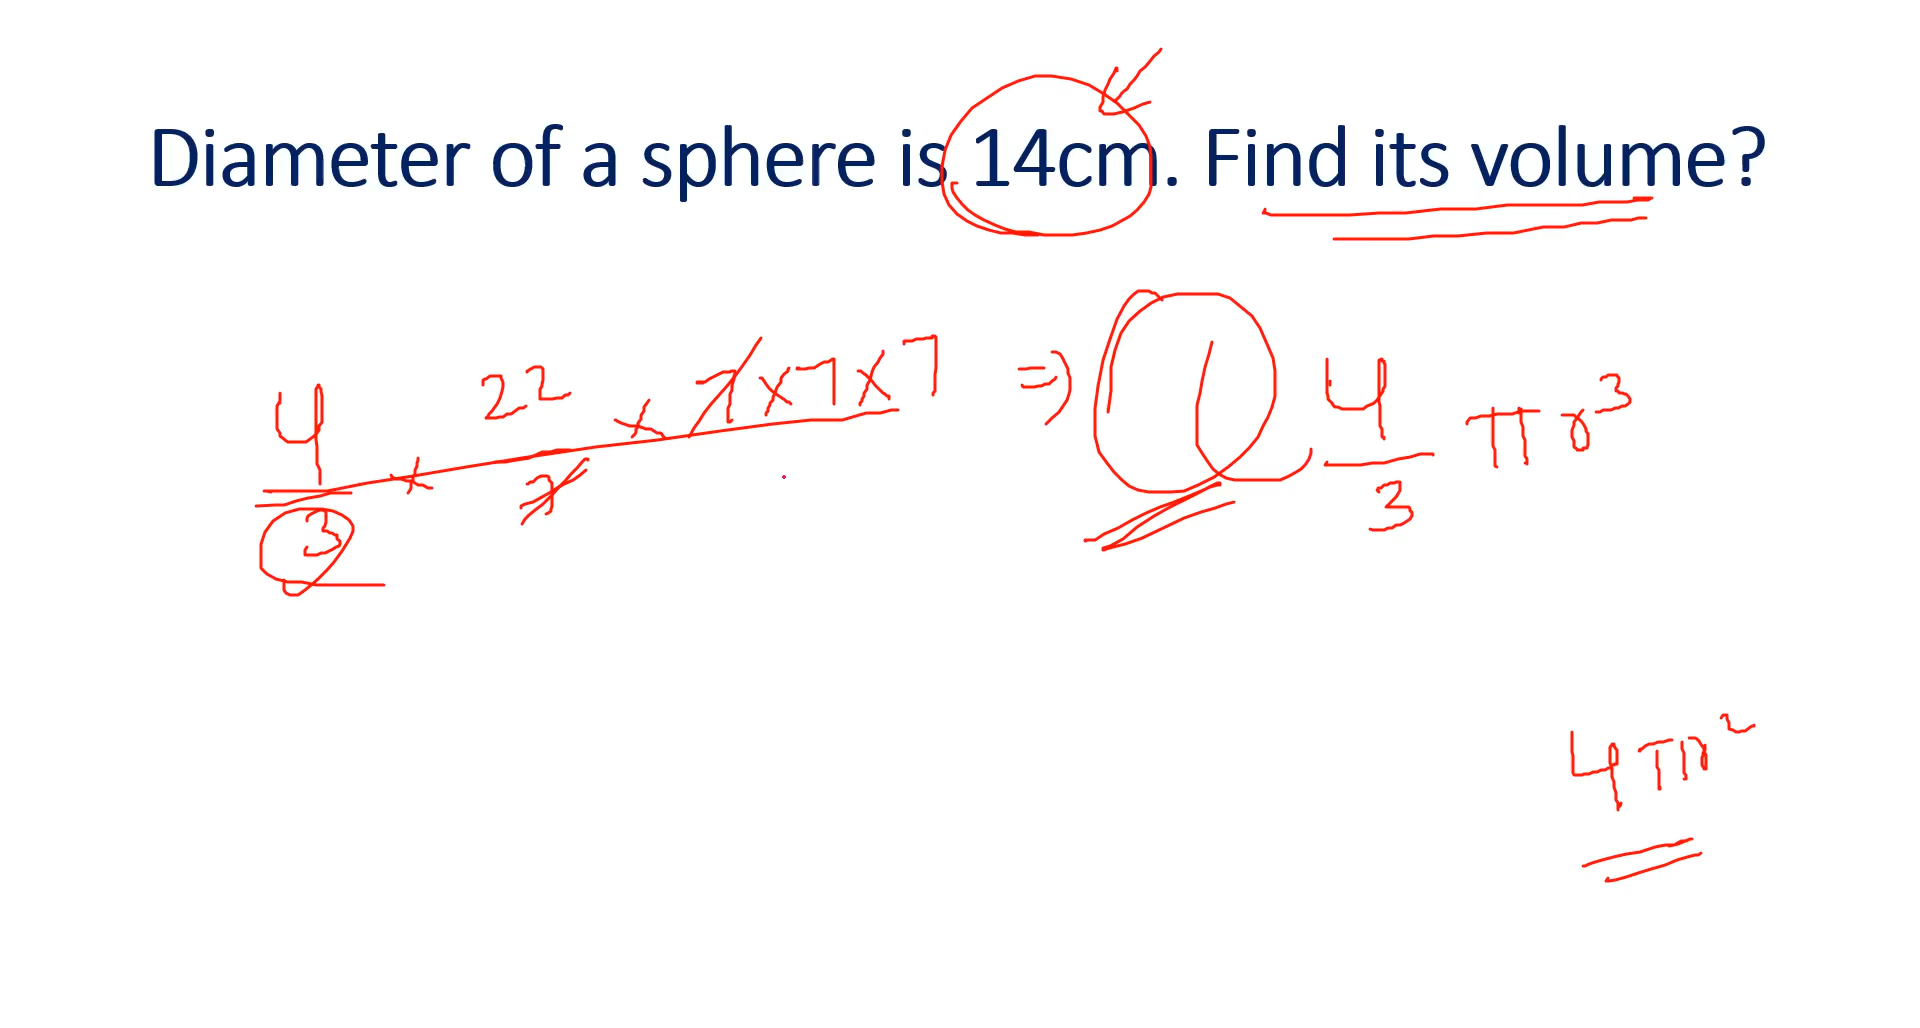 Diameter of a sphere is 14cm. Find its volume?
4/3 × 22/7 × 7×7×7 ⇒ 4/3 πr³
4πr²